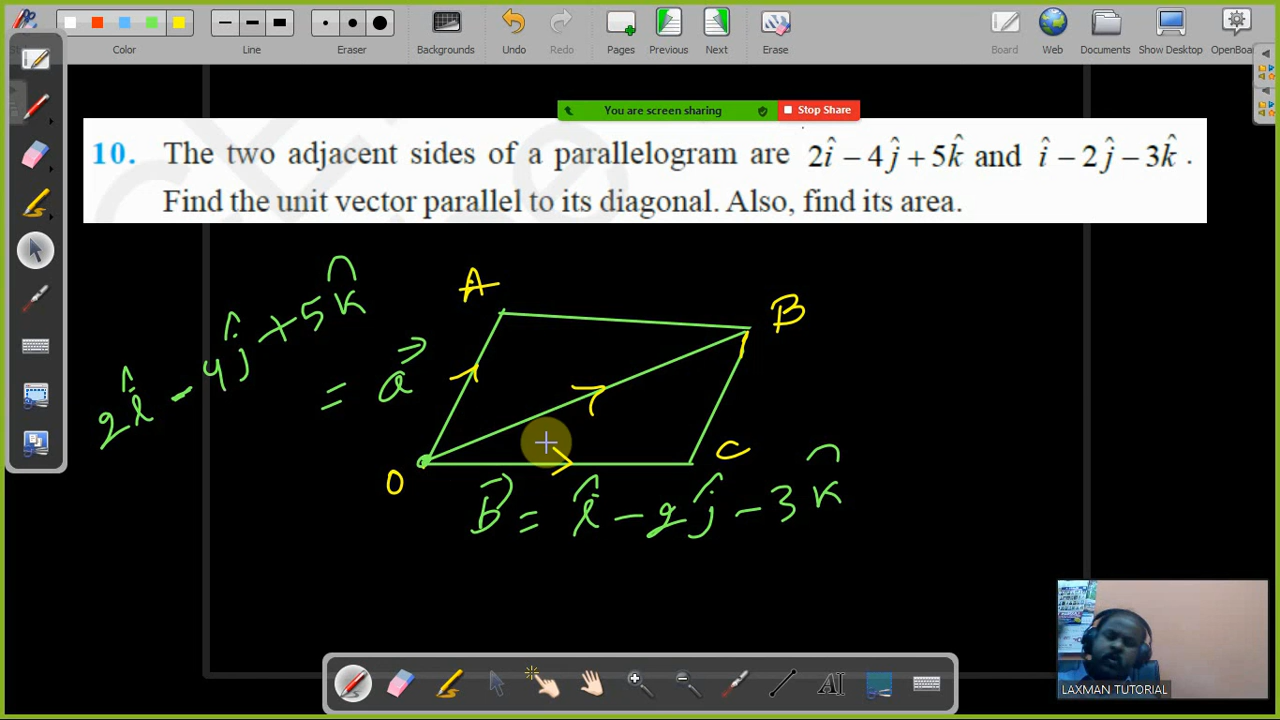 Color
Line
Eraser
Backgrounds
Undo
Redo
Pages
Previous
Next
Erase
Board
Web
Documents
Show Desktop
OpenBoa
You are screen sharing
Stop Share
10. The two adjacent sides of a parallelogram are 2î − 4ĵ + 5k̂ and î − 2ĵ − 3k̂ .
Find the unit vector parallel to its diagonal. Also, find its area.
A
B
2î - 4ĵ + 5k̂
= a⃗
O
C
B⃗ = î - 2ĵ - 3k̂
LAXMAN TUTORIAL